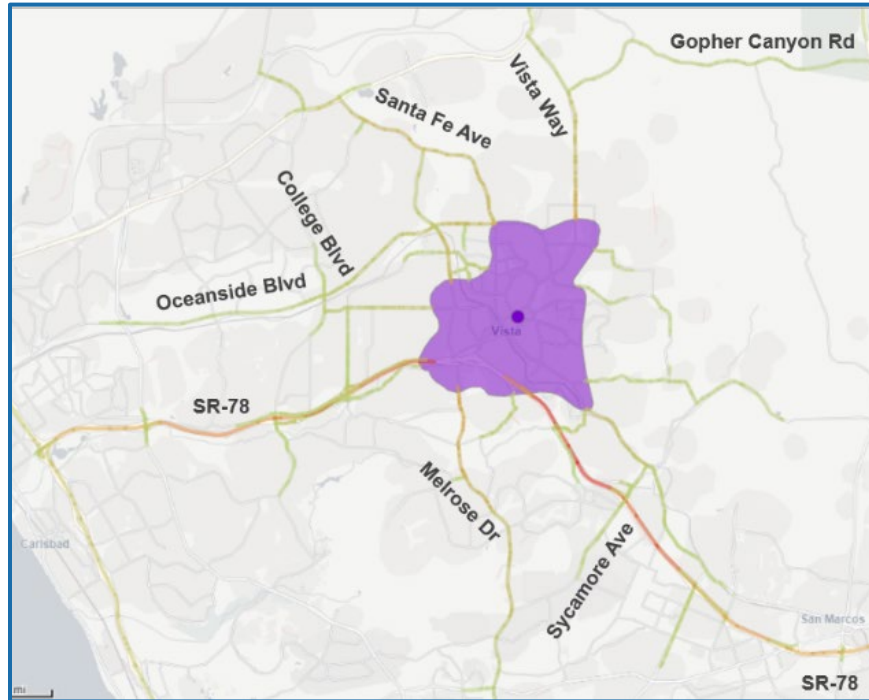 Gopher Canyon Rd
Vista Way
Santa Fe Ave
College Blvd
Oceanside Blvd
Vista
SR-78
Melrose Dr
Carlsbad
Sycamore Ave
San Marcos
SR-78
mi